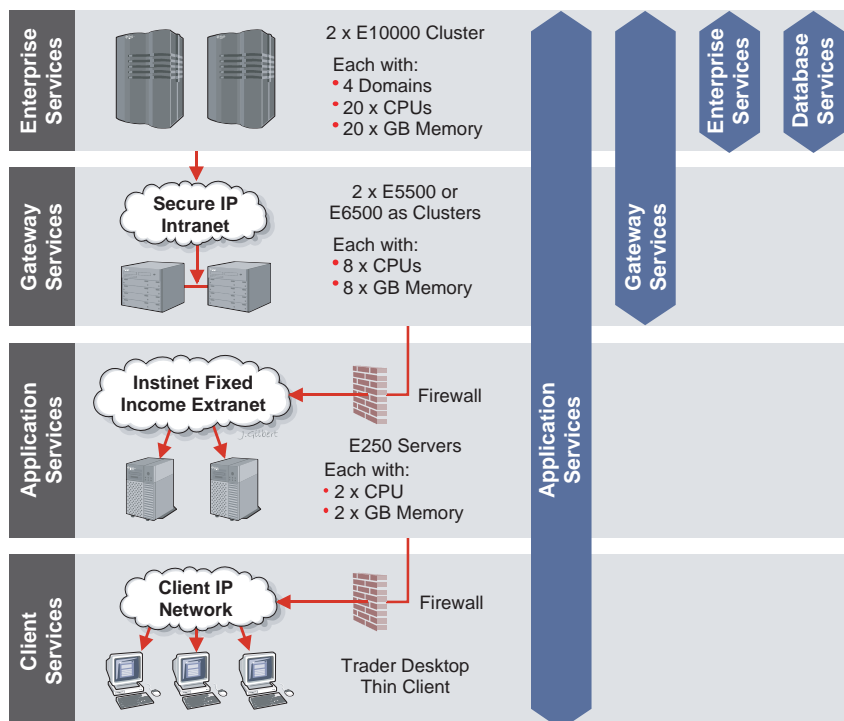 Enterprise
Services
2 x E10000 Cluster
Each with:
• 4 Domains
• 20 x CPUs
• 20 x GB Memory
Enterprise
Services
Database
Services
Gateway
Services
Secure IP
Intranet
2 x E5500 or
E6500 as Clusters
Each with:
• 8 x CPUs
• 8 x GB Memory
Gateway
Services
Application
Services
Instinet Fixed
Income Extranet
Firewall
E250 Servers
Each with:
• 2 x CPU
• 2 x GB Memory
Application
Services
Client
Services
Client IP
Network
Firewall
Trader Desktop
Thin Client